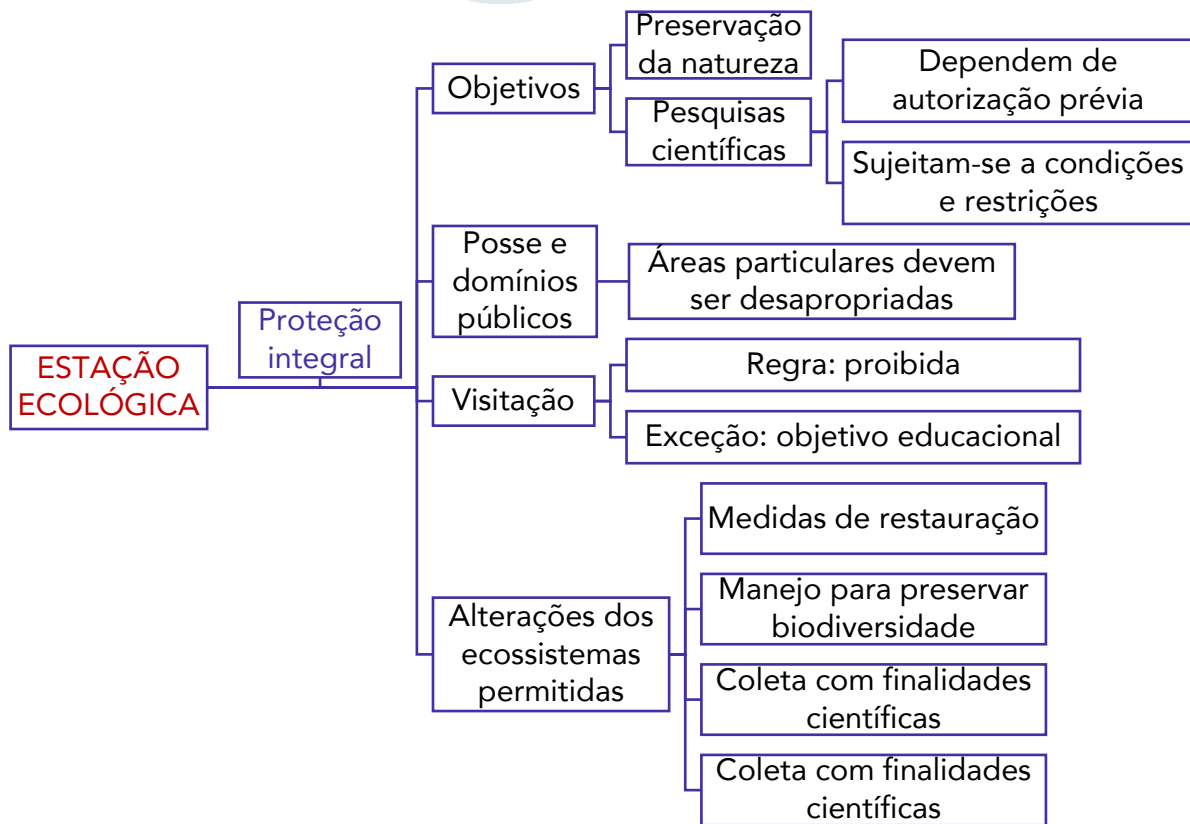 ESTAÇÃO
ECOLÓGICA
Proteção
integral
Objetivos
Preservação
da natureza
Pesquisas
científicas
Dependem de
autorização prévia
Sujeitam-se a condições
e restrições
Posse e
domínios
públicos
Áreas particulares devem
ser desapropriadas
Visitação
Regra: proibida
Exceção: objetivo educacional
Alterações dos
ecossistemas
permitidas
Medidas de restauração
Manejo para preservar
biodiversidade
Coleta com finalidades
científicas
Coleta com finalidades
científicas